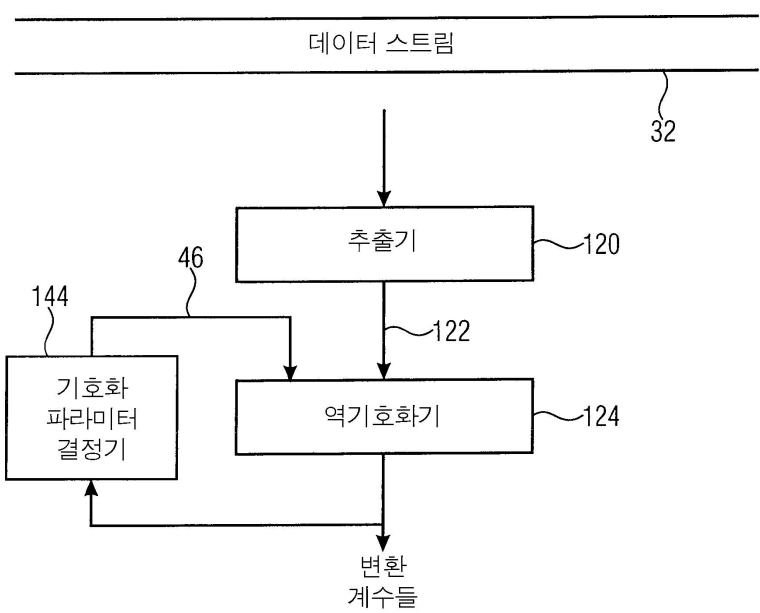 데이터 스트림
32
추출기
120
46
144
122
기호화
파라미터
결정기
역기호화기
124
변환
계수들